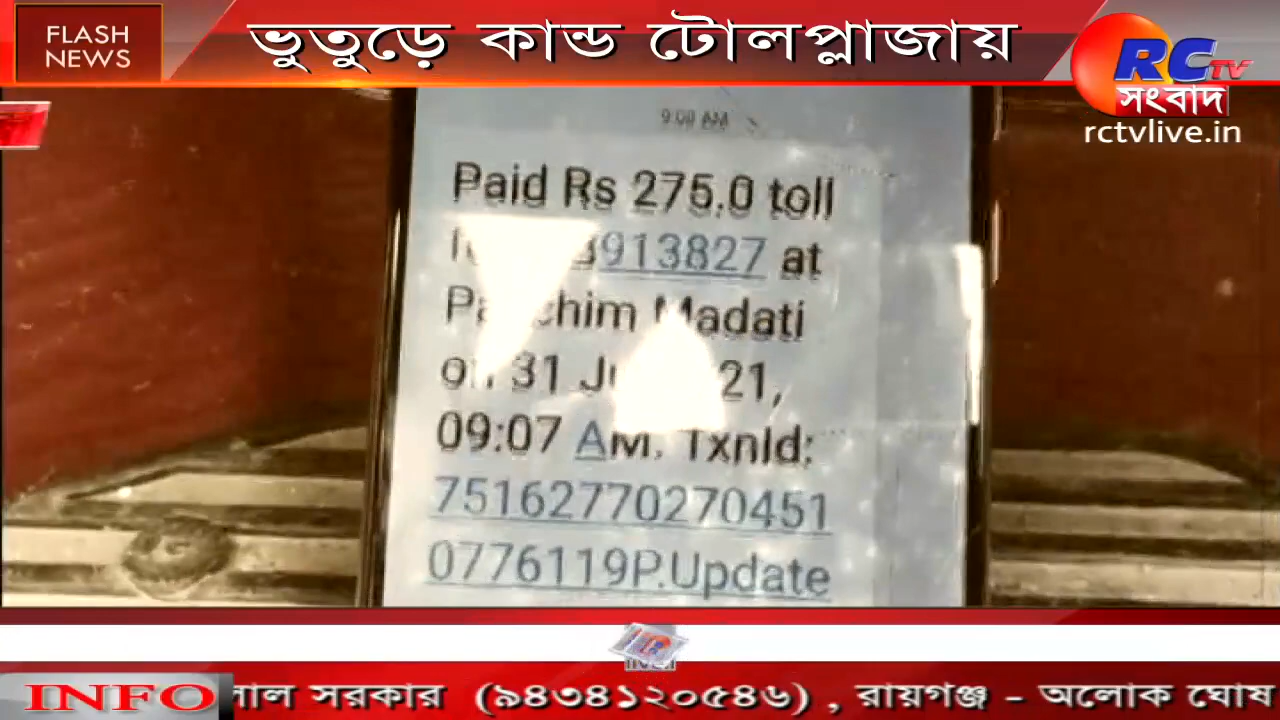 FLASH
NEWS
ভুতুড়ে কান্ড টোলপ্লাজায়
RCTV
সংবাদ
rctvlive.in
9:08 AM
Paid Rs 275.0 toll
913827 at
Madati
31 21,
09:07 AM. TxnId:
75162770270451
0776119P.Update
INFO
সরকার (৯৪৩৪১২০৫৪৬) , রায়গঞ্জ - অলোক ঘোষ